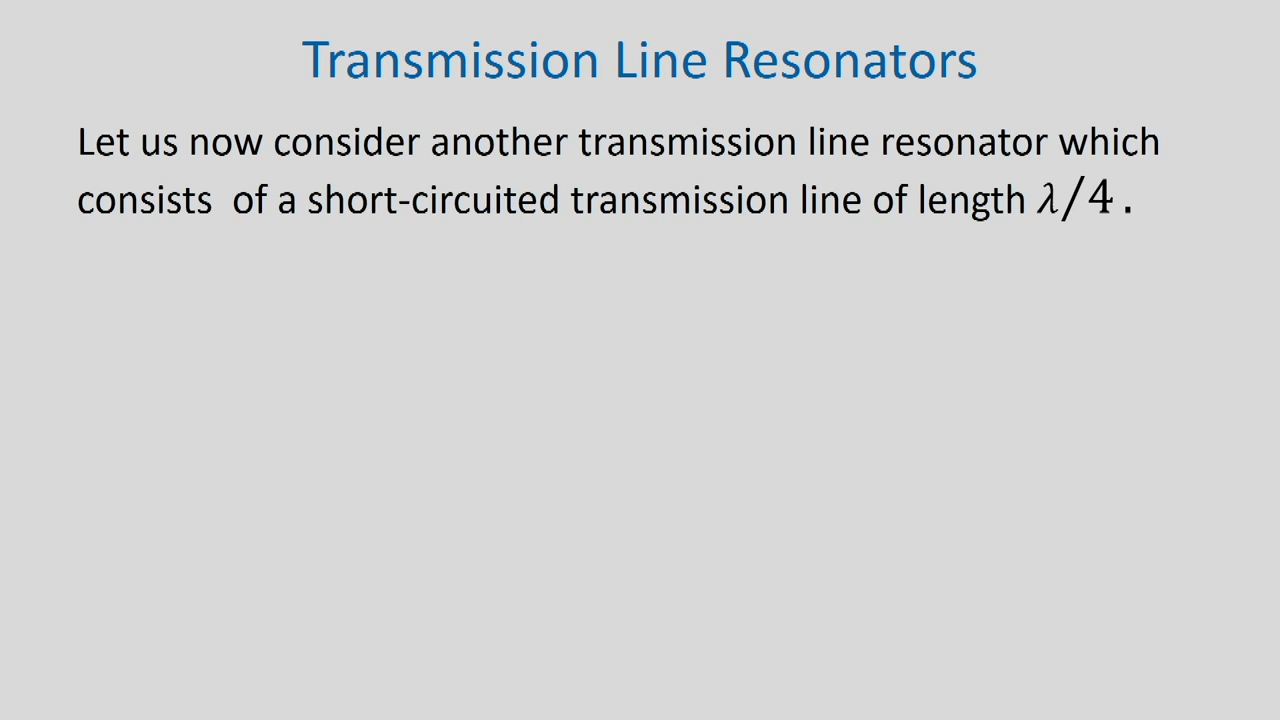 Transmission Line Resonators
Let us now consider another transmission line resonator which
consists of a short-circuited transmission line of length λ/4 .